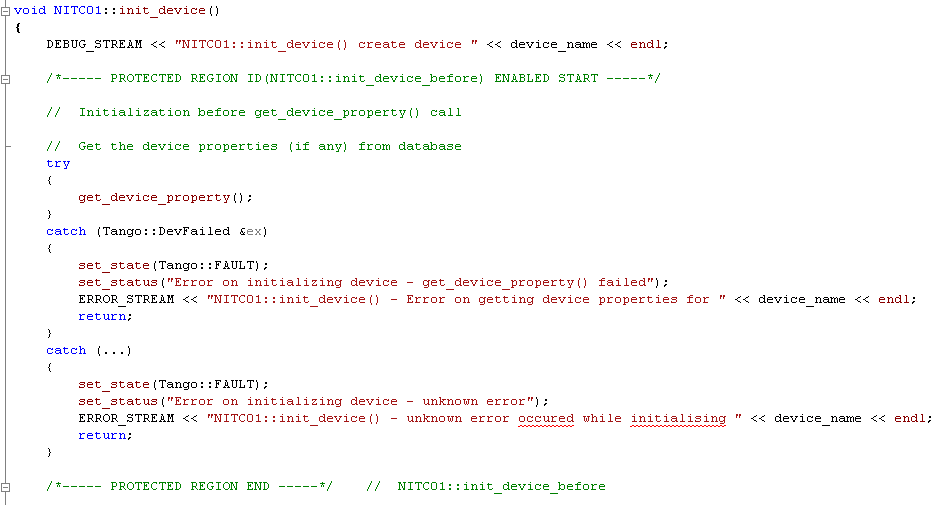 void NITC01::init_device()
{
    DEBUG_STREAM << "NITC01::init_device() create device " << device_name << endl;
    /*----- PROTECTED REGION ID(NITC01::init_device_before) ENABLED START -----*/
    //  Initialization before get_device_property() call
    //  Get the device properties (if any) from database
    try
    {
        get_device_property();
    }
    catch (Tango::DevFailed &ex)
    {
        set_state(Tango::FAULT);
        set_status("Error on initializing device - get_device_property() failed");
        ERROR_STREAM << "NITC01::init_device() - Error on getting device properties for " << device_name << endl;
        return;
    }
    catch (...)
    {
        set_state(Tango::FAULT);
        set_status("Error on initializing device - unknown error");
        ERROR_STREAM << "NITC01::init_device() - unknown error occured while initialising " << device_name << endl;
        return;
    }
    /*----- PROTECTED REGION END -----*/    //  NITC01::init_device_before